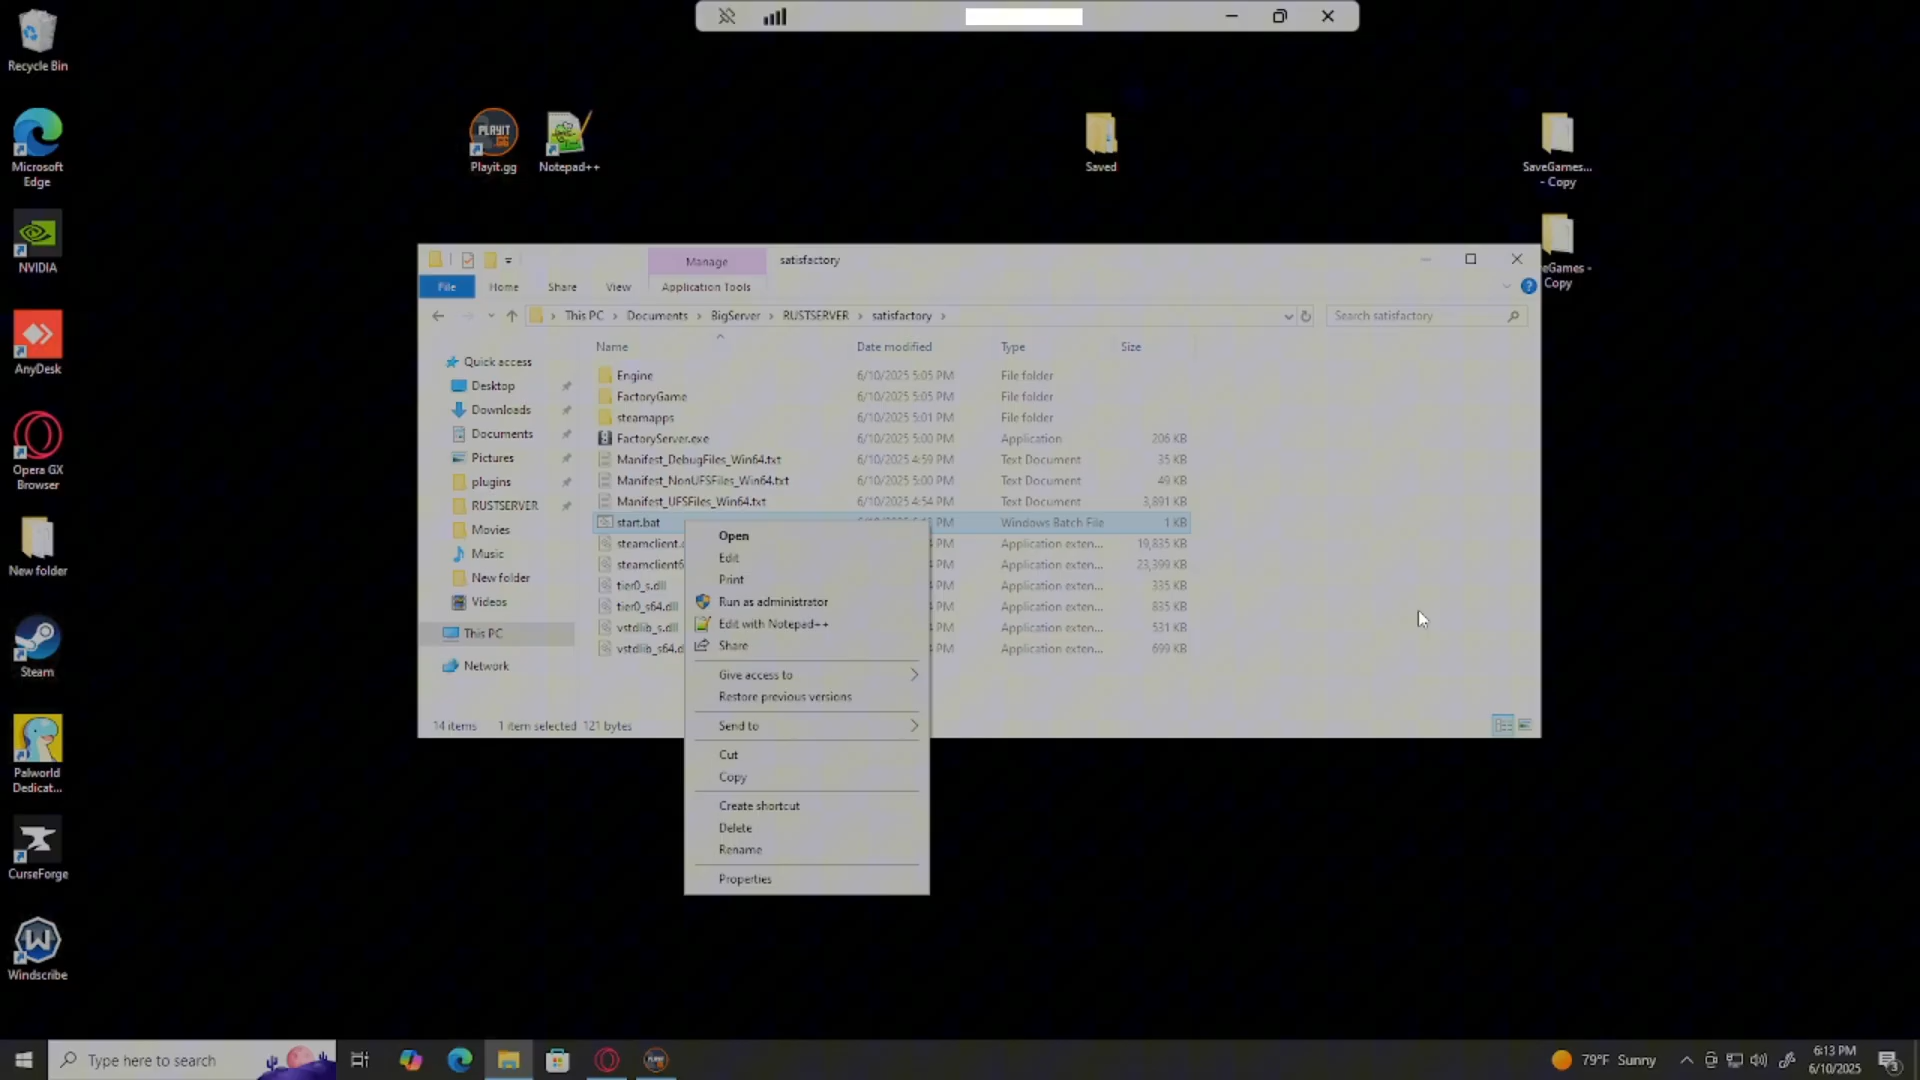 Recycle Bin
Microsoft
Edge
NVIDIA
AnyDesk
Opera GX
Browser
New folder
Steam
Palworld
Dedicat...
CurseForge
Windscribe
PLAYIT
GG
Playit.gg
Notepad++
Saved
SaveGames...
- Copy
eGames -
Copy
Manage
satisfactory
File
Home
Share
View
Application Tools
This PC
Documents
BigServer
RUSTSERVER
satisfactory
Search satisfactory
Name
Date modified
Type
Size
Quick access
Desktop
Downloads
Documents
Pictures
plugins
RUSTSERVER
Movies
Music
New folder
Videos
This PC
Network
Engine 6/10/2025 5:05 PM File folder
FactoryGame 6/10/2025 5:05 PM File folder
steamapps 6/10/2025 5:01 PM File folder
FactoryServer.exe 6/10/2025 5:00 PM Application 206 KB
Manifest_DebugFiles_Win64.txt 6/10/2025 4:59 PM Text Document 35 KB
Manifest_NonUFSFiles_Win64.txt 6/10/2025 5:00 PM Text Document 49 KB
Manifest_UFSFiles_Win64.txt 6/10/2025 4:54 PM Text Document 3,891 KB
start.bat PM Windows Batch File 1 KB
steamclient. PM Application exten... 19,835 KB
steamclient6 PM Application exten... 23,399 KB
tier0_s.dll PM Application exten... 335 KB
tier0_s64.dll PM Application exten... 835 KB
vstdlib_s.dll PM Application exten... 531 KB
vstdlib_s64.d PM Application exten... 699 KB
Open
Edit
Print
Run as administrator
Edit with Notepad++
Share
Give access to
Restore previous versions
Send to
Cut
Copy
Create shortcut
Delete
Rename
Properties
14 items
1 item selected 121 bytes
Type here to search
79°F Sunny
6:13 PM
6/10/2025
3